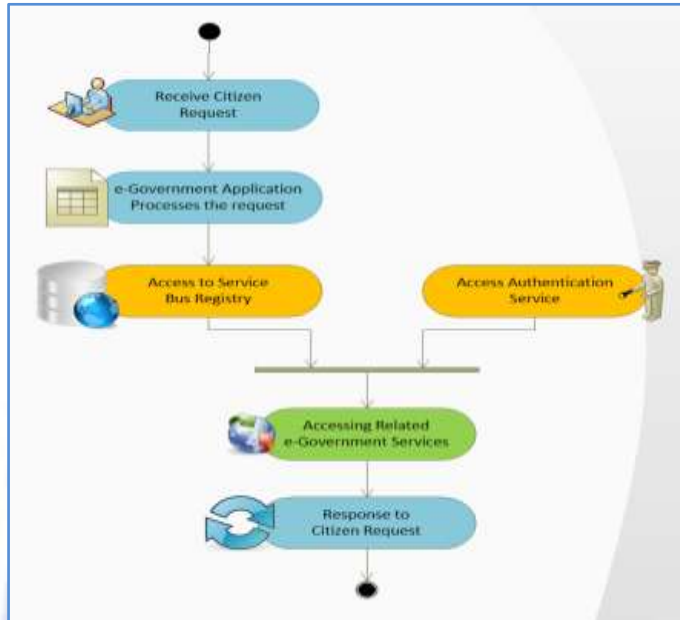 Receive Citizen
Request
e-Government Application
Processes the request
Access to Service
Bus Registry
Access Authentication
Service
Accessing Related
e-Government Services
Response to
Citizen Request